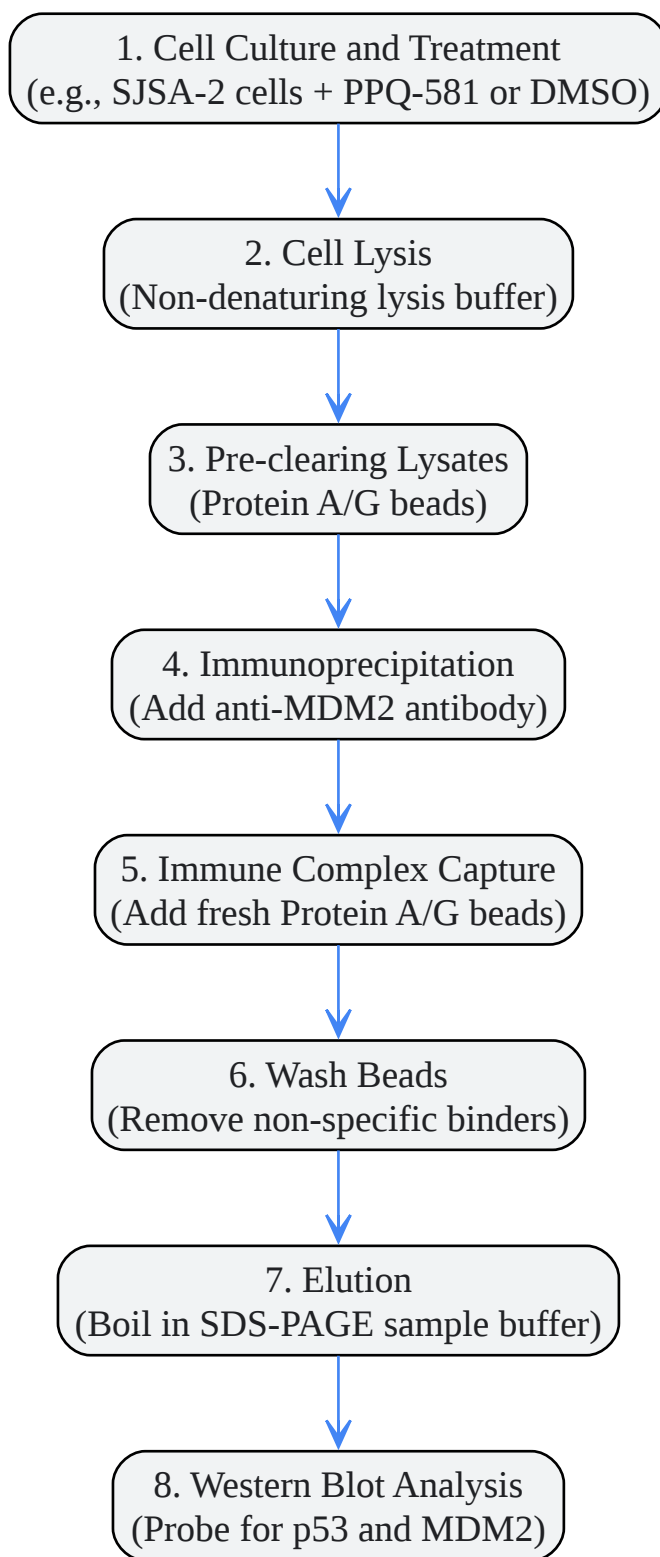 1. Cell Culture and Treatment
(e.g., SJSA-2 cells + PPQ-581 or DMSO)
2. Cell Lysis
(Non-denaturing lysis buffer)
3. Pre-clearing Lysates
(Protein A/G beads)
4. Immunoprecipitation
(Add anti-MDM2 antibody)
5. Immune Complex Capture
(Add fresh Protein A/G beads)
6. Wash Beads
(Remove non-specific binders)
7. Elution
(Boil in SDS-PAGE sample buffer)
8. Western Blot Analysis
(Probe for p53 and MDM2)